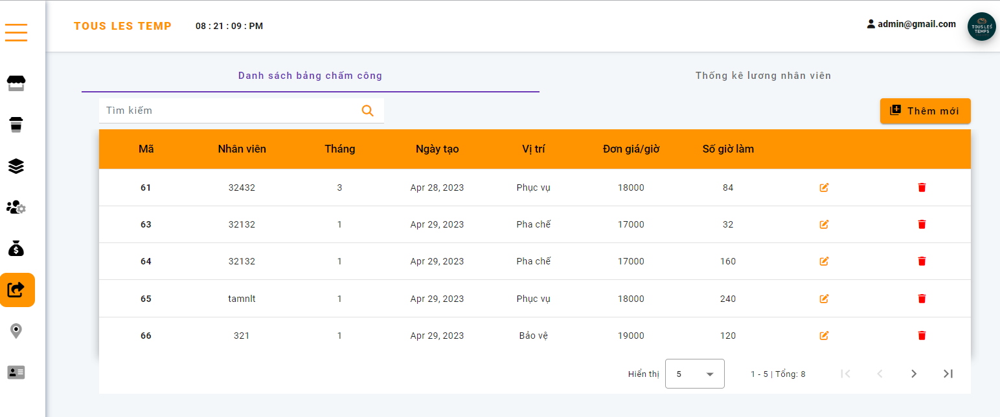 TOUS LES TEMP 08 : 21 : 09 : PM admin@gmail.com
TOUS LES
TEMPS
Danh sách bảng chấm công Thống kê lương nhân viên
Tìm kiếm Thêm mới
Mã Nhân viên Tháng Ngày tạo Vị trí Đơn giá/giờ Số giờ làm
61 32432 3 Apr 28, 2023 Phục vụ 18000 84
63 32132 1 Apr 29, 2023 Pha chế 17000 32
64 32132 1 Apr 29, 2023 Pha chế 17000 160
65 tamnlt 1 Apr 29, 2023 Phục vụ 18000 240
66 321 1 Apr 29, 2023 Bảo vệ 19000 120
Hiển thị 5 1 - 5 | Tổng: 8